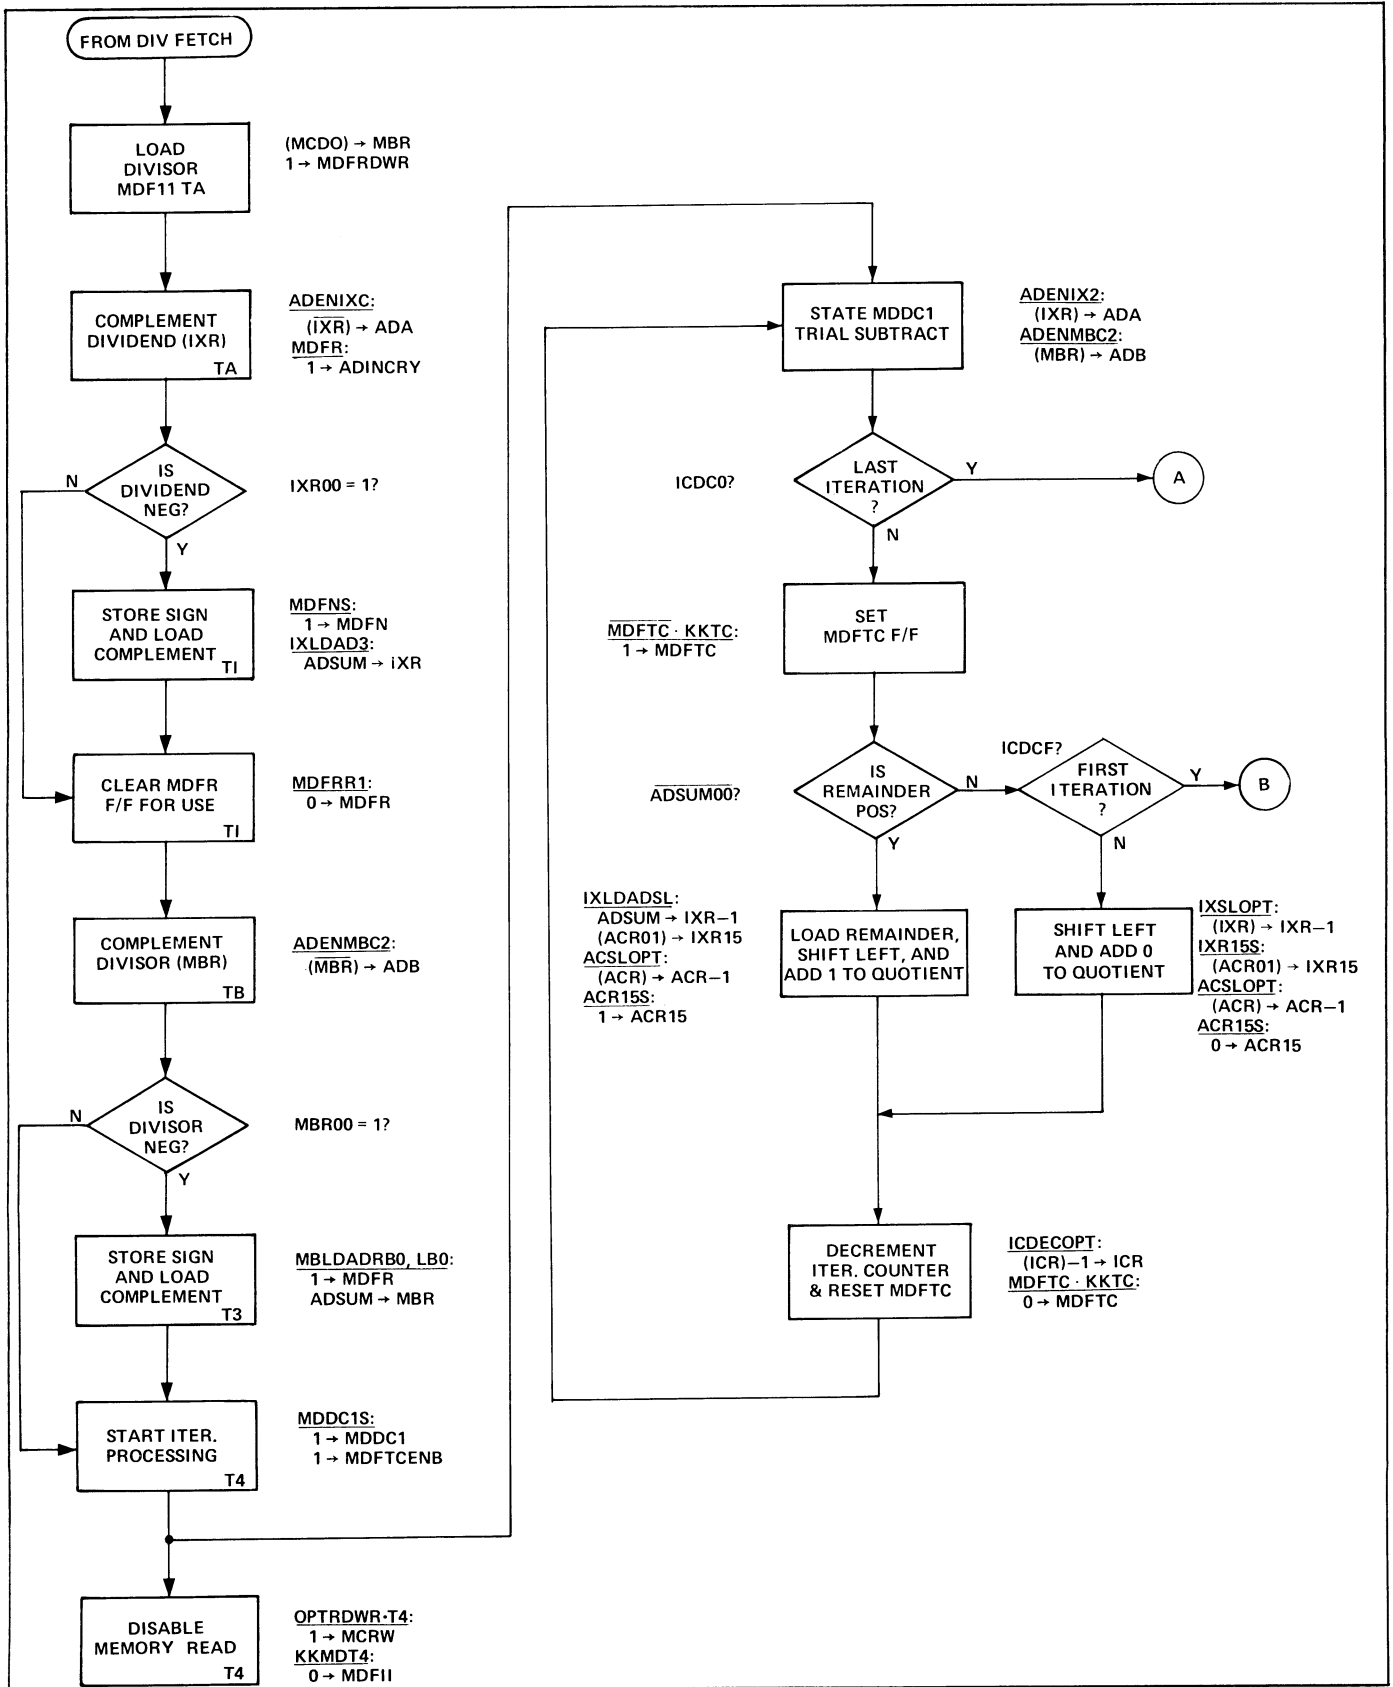 FROM DIV FETCH
LOAD
DIVISOR
MDF11 TA
(MCDO) → MBR
1 → MDFRDWR
COMPLEMENT
DIVIDEND (IXR)
TA
ADENIXC:
(I̅X̅R̅) → ADA
MDFR:
1 → ADINCRY
IS
DIVIDEND
NEG?
N
Y
IXR00 = 1?
STORE SIGN
AND LOAD
COMPLEMENT
TI
MDFNS:
1 → MDFN
IXLDAD3:
ADSUM → iXR
CLEAR MDFR
F/F FOR USE
TI
MDFRR1:
0 → MDFR
COMPLEMENT
DIVISOR (MBR)
TB
ADENMBC2:
(M̅B̅R̅) → ADB
IS
DIVISOR
NEG?
N
Y
MBR00 = 1?
STORE SIGN
AND LOAD
COMPLEMENT
T3
MBLDADRB0, LB0:
1 → MDFR
ADSUM → MBR
START ITER.
PROCESSING
T4
MDDC1S:
1 → MDDC1
1 → MDFTCENB
DISABLE
MEMORY READ
T4
OPTRDWR·T4:
1 → MCRW
KKMDT4:
0 → MDFII
STATE MDDC1
TRIAL SUBTRACT
ADENIX2:
(IXR) → ADA
ADENMBC2:
(MBR) → ADB
ICDC0?
LAST
ITERATION
?
Y
N
A
SET
MDFTC F/F
M̅D̅F̅T̅C̅ · KKTC:
1 → MDFTC
A̅D̅S̅U̅M̅0̅0̅?
IS
REMAINDER
POS?
N
Y
ICDCF?
FIRST
ITERATION
?
Y
N
B
IXLDADSL:
ADSUM → IXR−1
(ACR01) → IXR15
ACSLOPT:
(ACR) → ACR−1
ACR15S:
1 → ACR15
LOAD REMAINDER,
SHIFT LEFT, AND
ADD 1 TO QUOTIENT
SHIFT LEFT
AND ADD 0
TO QUOTIENT
IXSLOPT:
(IXR) → IXR−1
IXR15S:
(ACR01) → IXR15
ACSLOPT:
(ACR) → ACR−1
ACR15S:
0 → ACR15
DECREMENT
ITER. COUNTER
& RESET MDFTC
ICDECOPT:
(ICR)−1 → ICR
MDFTC · KKTC:
0 → MDFTC